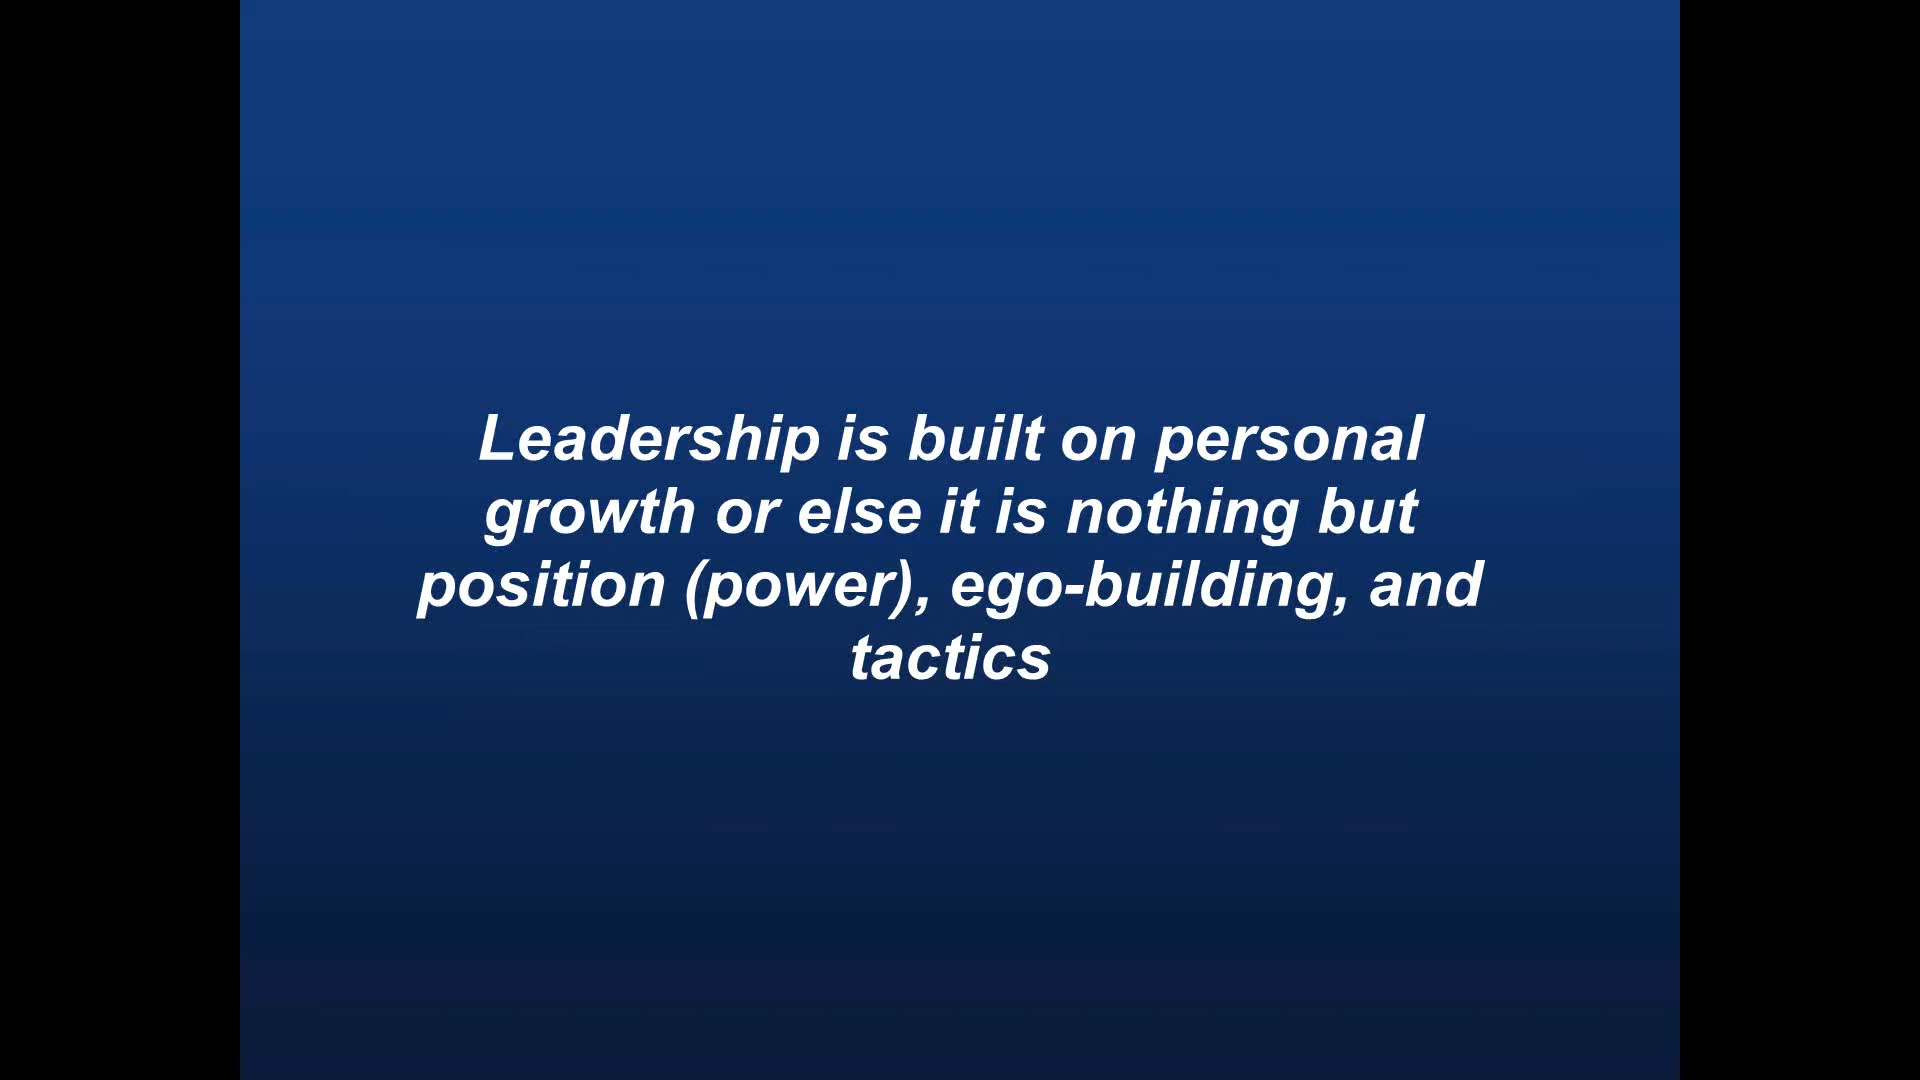 Leadership is built on personal
growth or else it is nothing but
position (power), ego-building, and
tactics